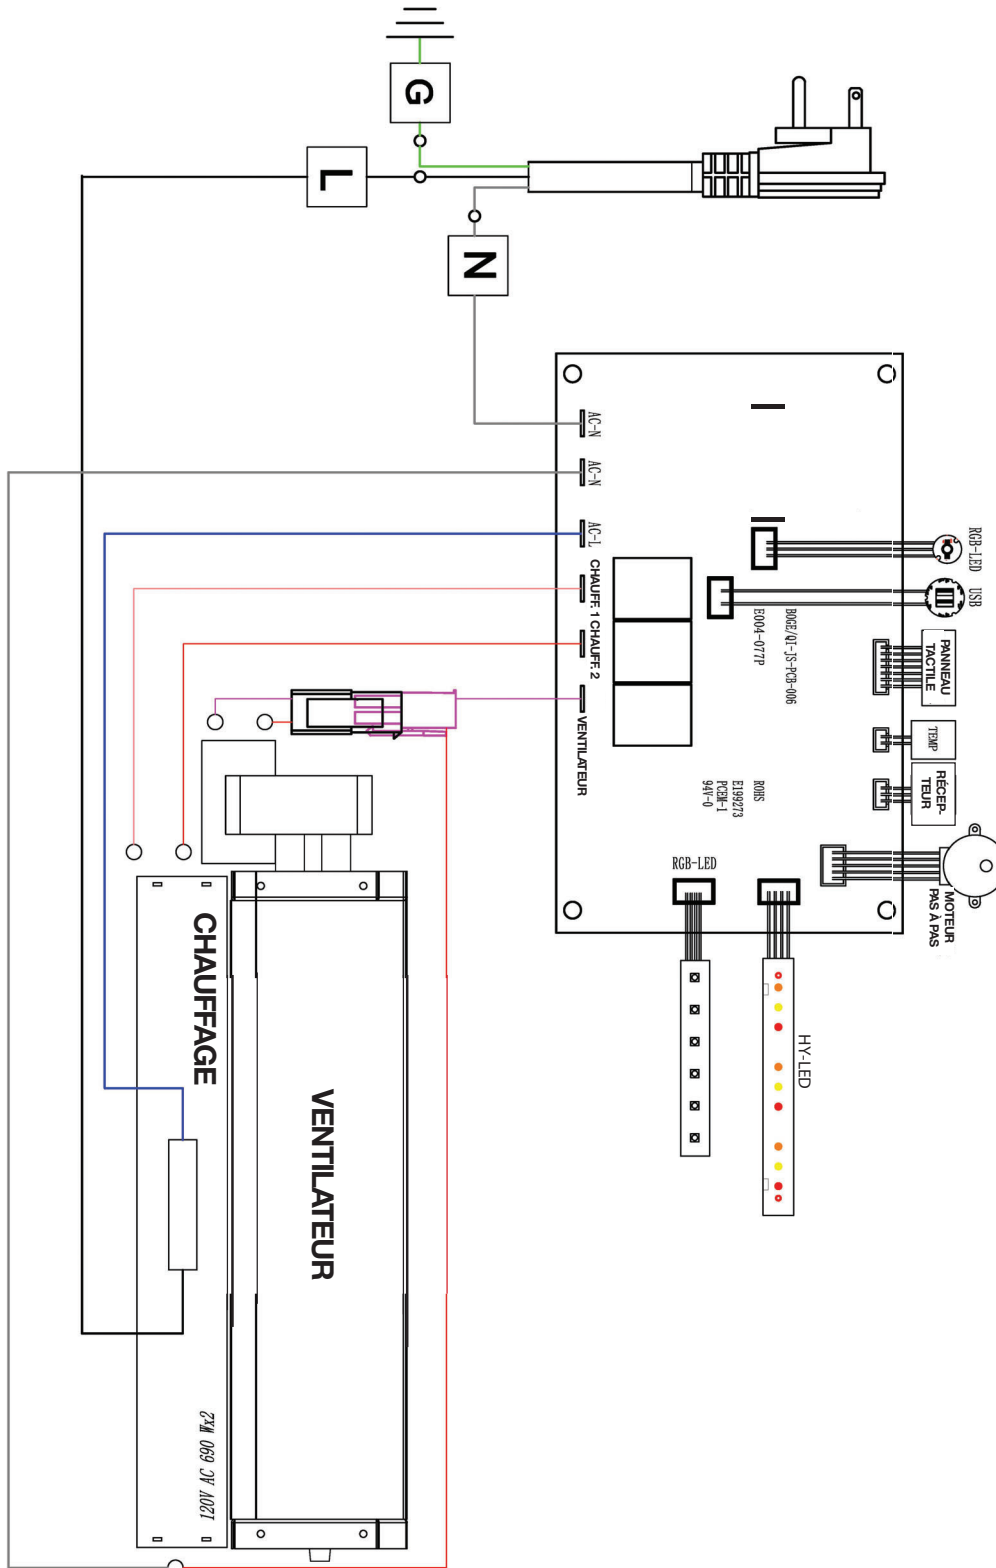 G
L
N
AC-N
AC-N
AC-L
CHAUFF. 1
CHAUFF. 2
VENTILATEUR
RGB-LED
USB
PANNEAU
TACTILE
TEMP
RÉCEP-
TEUR
MOTEUR
PAS À PAS
BOGE/QI-JS-PCB-006
E004-077P
ROHS
E199273
PCEM-1
94V-0
RGB-LED
HY-LED
CHAUFFAGE
VENTILATEUR
120V AC 690 W×2